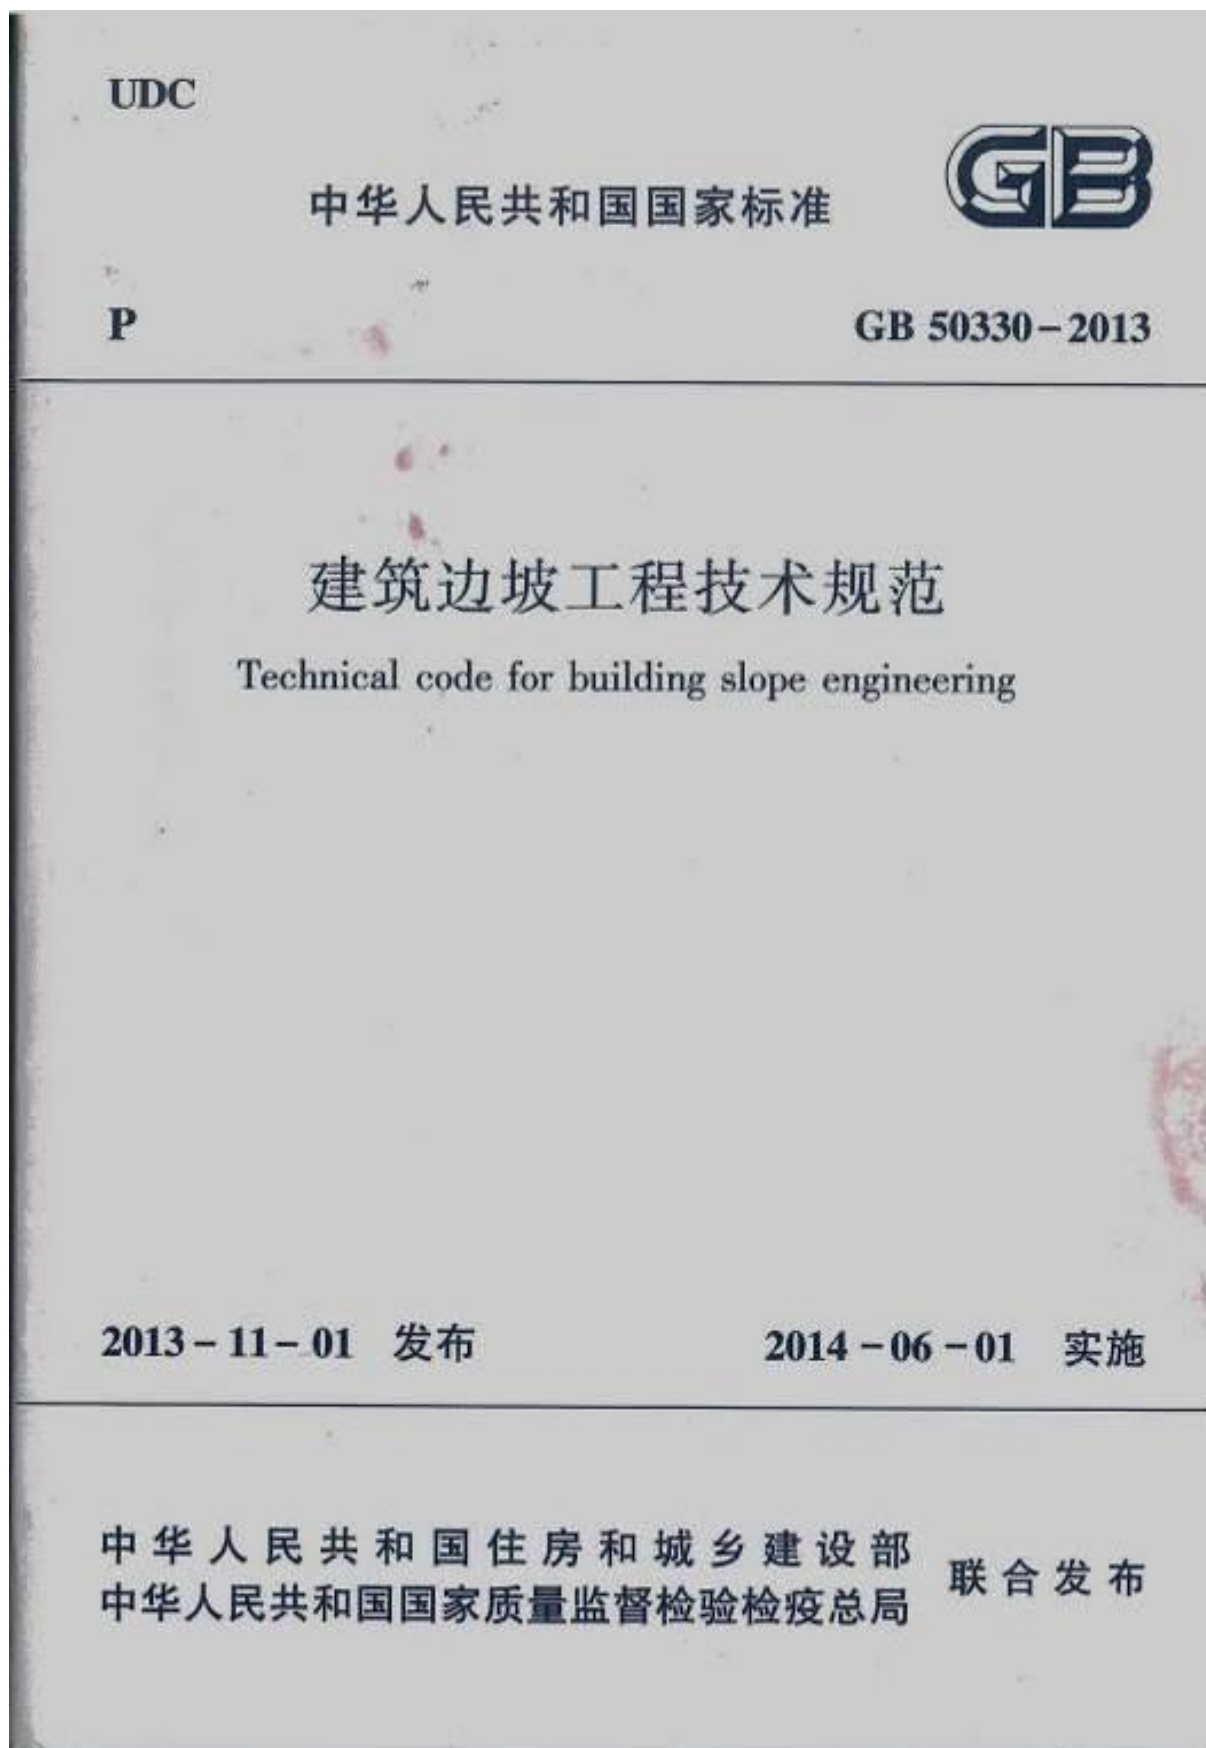 UDC
GB
中华人民共和国国家标准
P
GB 50330-2013
建筑边坡工程技术规范
Technical code for building slope engineering
2013-11-01 发布
2014-06-01 实施
中华人民共和国住房和城乡建设部
中华人民共和国国家质量监督检验检疫总局
联合发布